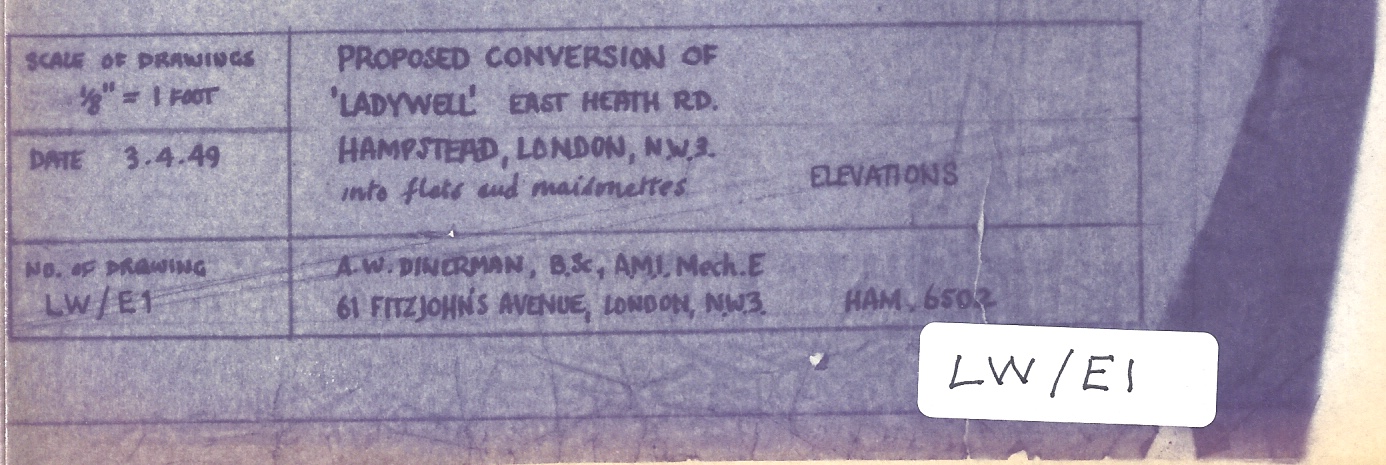 SCALE OF DRAWINGS
1/8" = 1 FOOT
DATE 3.4.49
NO. OF DRAWING
LW/E1
PROPOSED CONVERSION OF
'LADYWELL' EAST HEATH RD.
HAMPSTEAD, LONDON, N.W.3.
into flats and maisonettes
ELEVATIONS
A.W. DINERMAN, B.Sc, A.M.I. Mech.E
61 FITZJOHN'S AVENUE, LONDON, N.W.3.
HAM. 6502
LW/E1